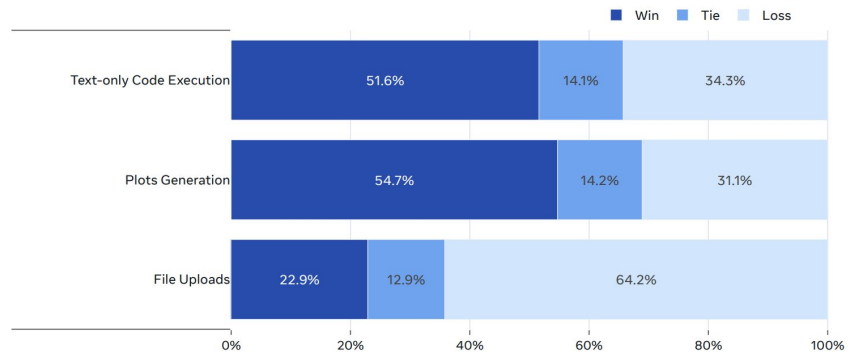 Win Tie Loss
Text-only Code Execution 51.6% 14.1% 34.3%
Plots Generation 54.7% 14.2% 31.1%
File Uploads 22.9% 12.9% 64.2%
0% 20% 40% 60% 80% 100%